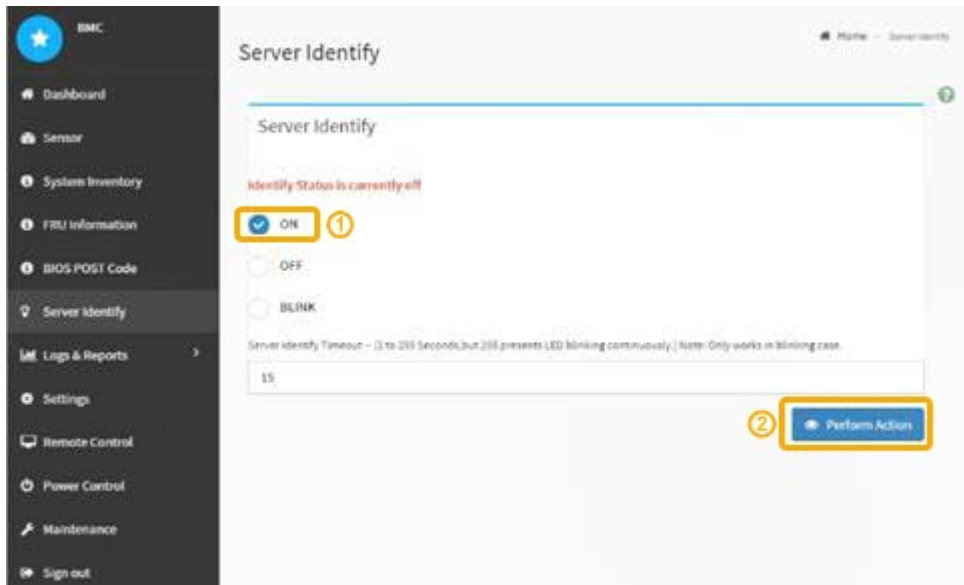 BMC
Home - Server Identify
Server Identify
Dashboard
Sensor
System Inventory
FRU Information
BIOS POST Code
Server Identify
Logs & Reports >
Settings
Remote Control
Power Control
Maintenance
Sign out
Server Identify
Identify Status is currently off
ON 1
OFF
BLINK
Server Identify Timeout -- (1 to 255 Seconds,but 255 presents LED blinking continuously.) Note: Only works in blinking case.
15
2 Perform Action